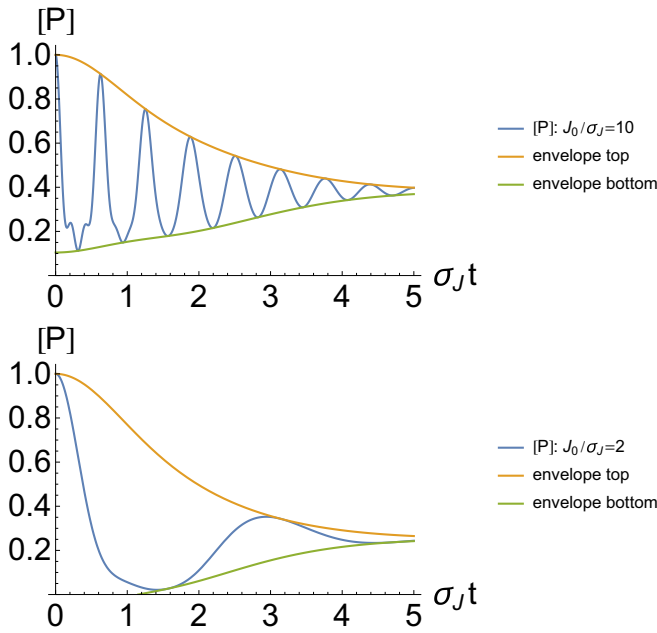 [P]
1.0
0.8
0.6
0.4
0.2
0 1 2 3 4 5
σJ t
[P]: J0/σJ=10
envelope top
envelope bottom
[P]
1.0
0.8
0.6
0.4
0.2
0 1 2 3 4 5
σJ t
[P]: J0/σJ=2
envelope top
envelope bottom